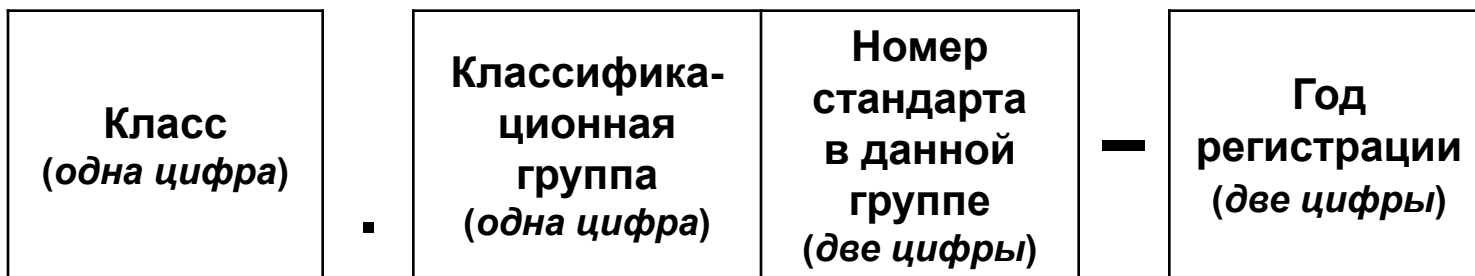 Класс
(одна цифра)
.
Классифика-
ционная
группа
(одна цифра)
Номер
стандарта
в данной
группе
(две цифры)
–
Год
регистрации
(две цифры)